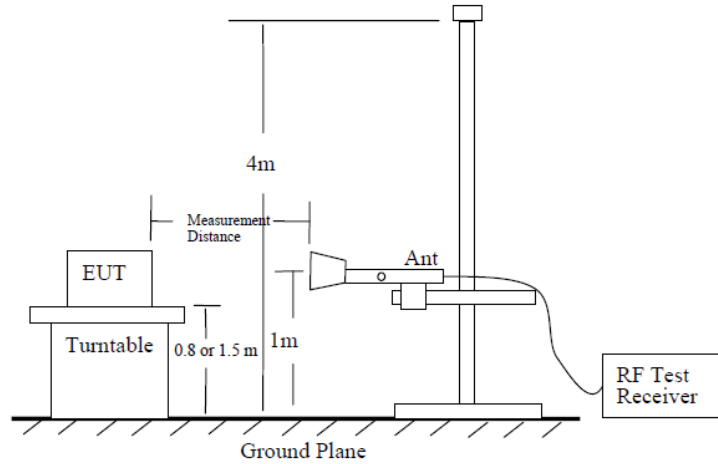 4m
Measurement
Distance
EUT
Ant
Turntable
0.8 or 1.5 m
1m
RF Test
Receiver
Ground Plane